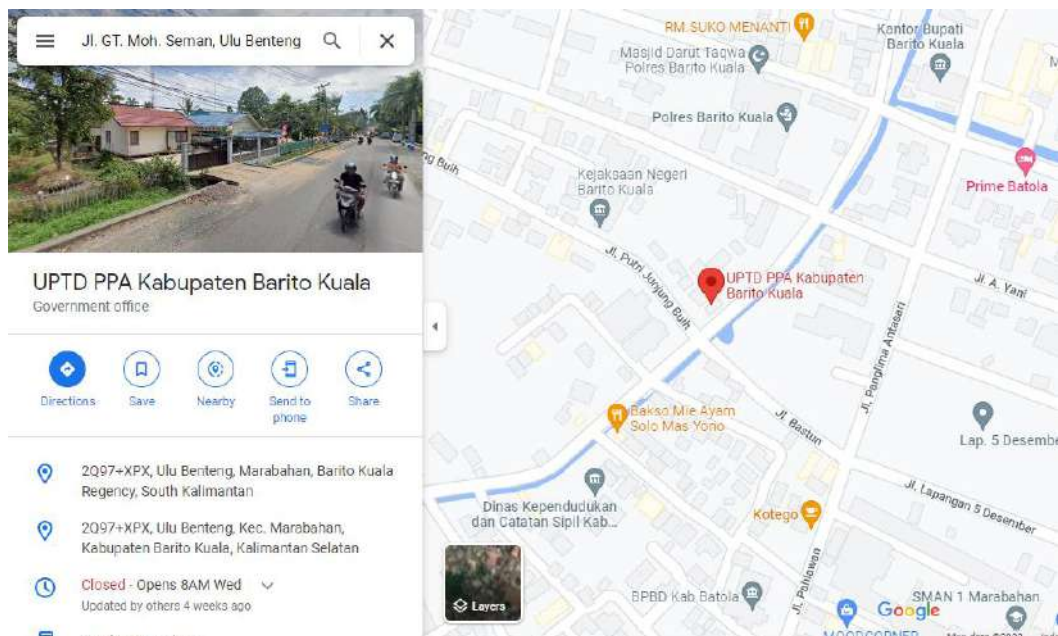 Jl. GT. Moh. Seman, Ulu Benteng
UPTD PPA Kabupaten Barito Kuala
Government office
Directions
Save
Nearby
Send to
phone
Share
2Q97+XPX, Ulu Benteng, Marabahan, Barito Kuala
Regency, South Kalimantan
2Q97+XPX, Ulu Benteng, Kec. Marabahan,
Kabupaten Barito Kuala, Kalimantan Selatan
Closed - Opens 8AM Wed
Updated by others 4 weeks ago
RM. SUKO MENANTI
Kantor Bupati
Barito Kuala
Masjid Darut Taqwa
Polres Barito Kuala
Polres Barito Kuala
ng Buih
Kejaksaan Negeri
Barito Kuala
Prime Batola
Jl. Putri Junjung Buih
UPTD PPA Kabupaten
Barito Kuala
Jl. A. Yani
Jl. Panglima Antasari
Bakso Mie Ayam
Solo Mas Yono
Jl. Bastun
Lap. 5 Desembe
Dinas Kependudukan
dan Catatan Sipil Kab...
Kotego
Jl. Lapangan 5 Desember
Layers
BPBD Kab Batola
Jl. Pahlawan
Google
SMAN 1 Marabahan